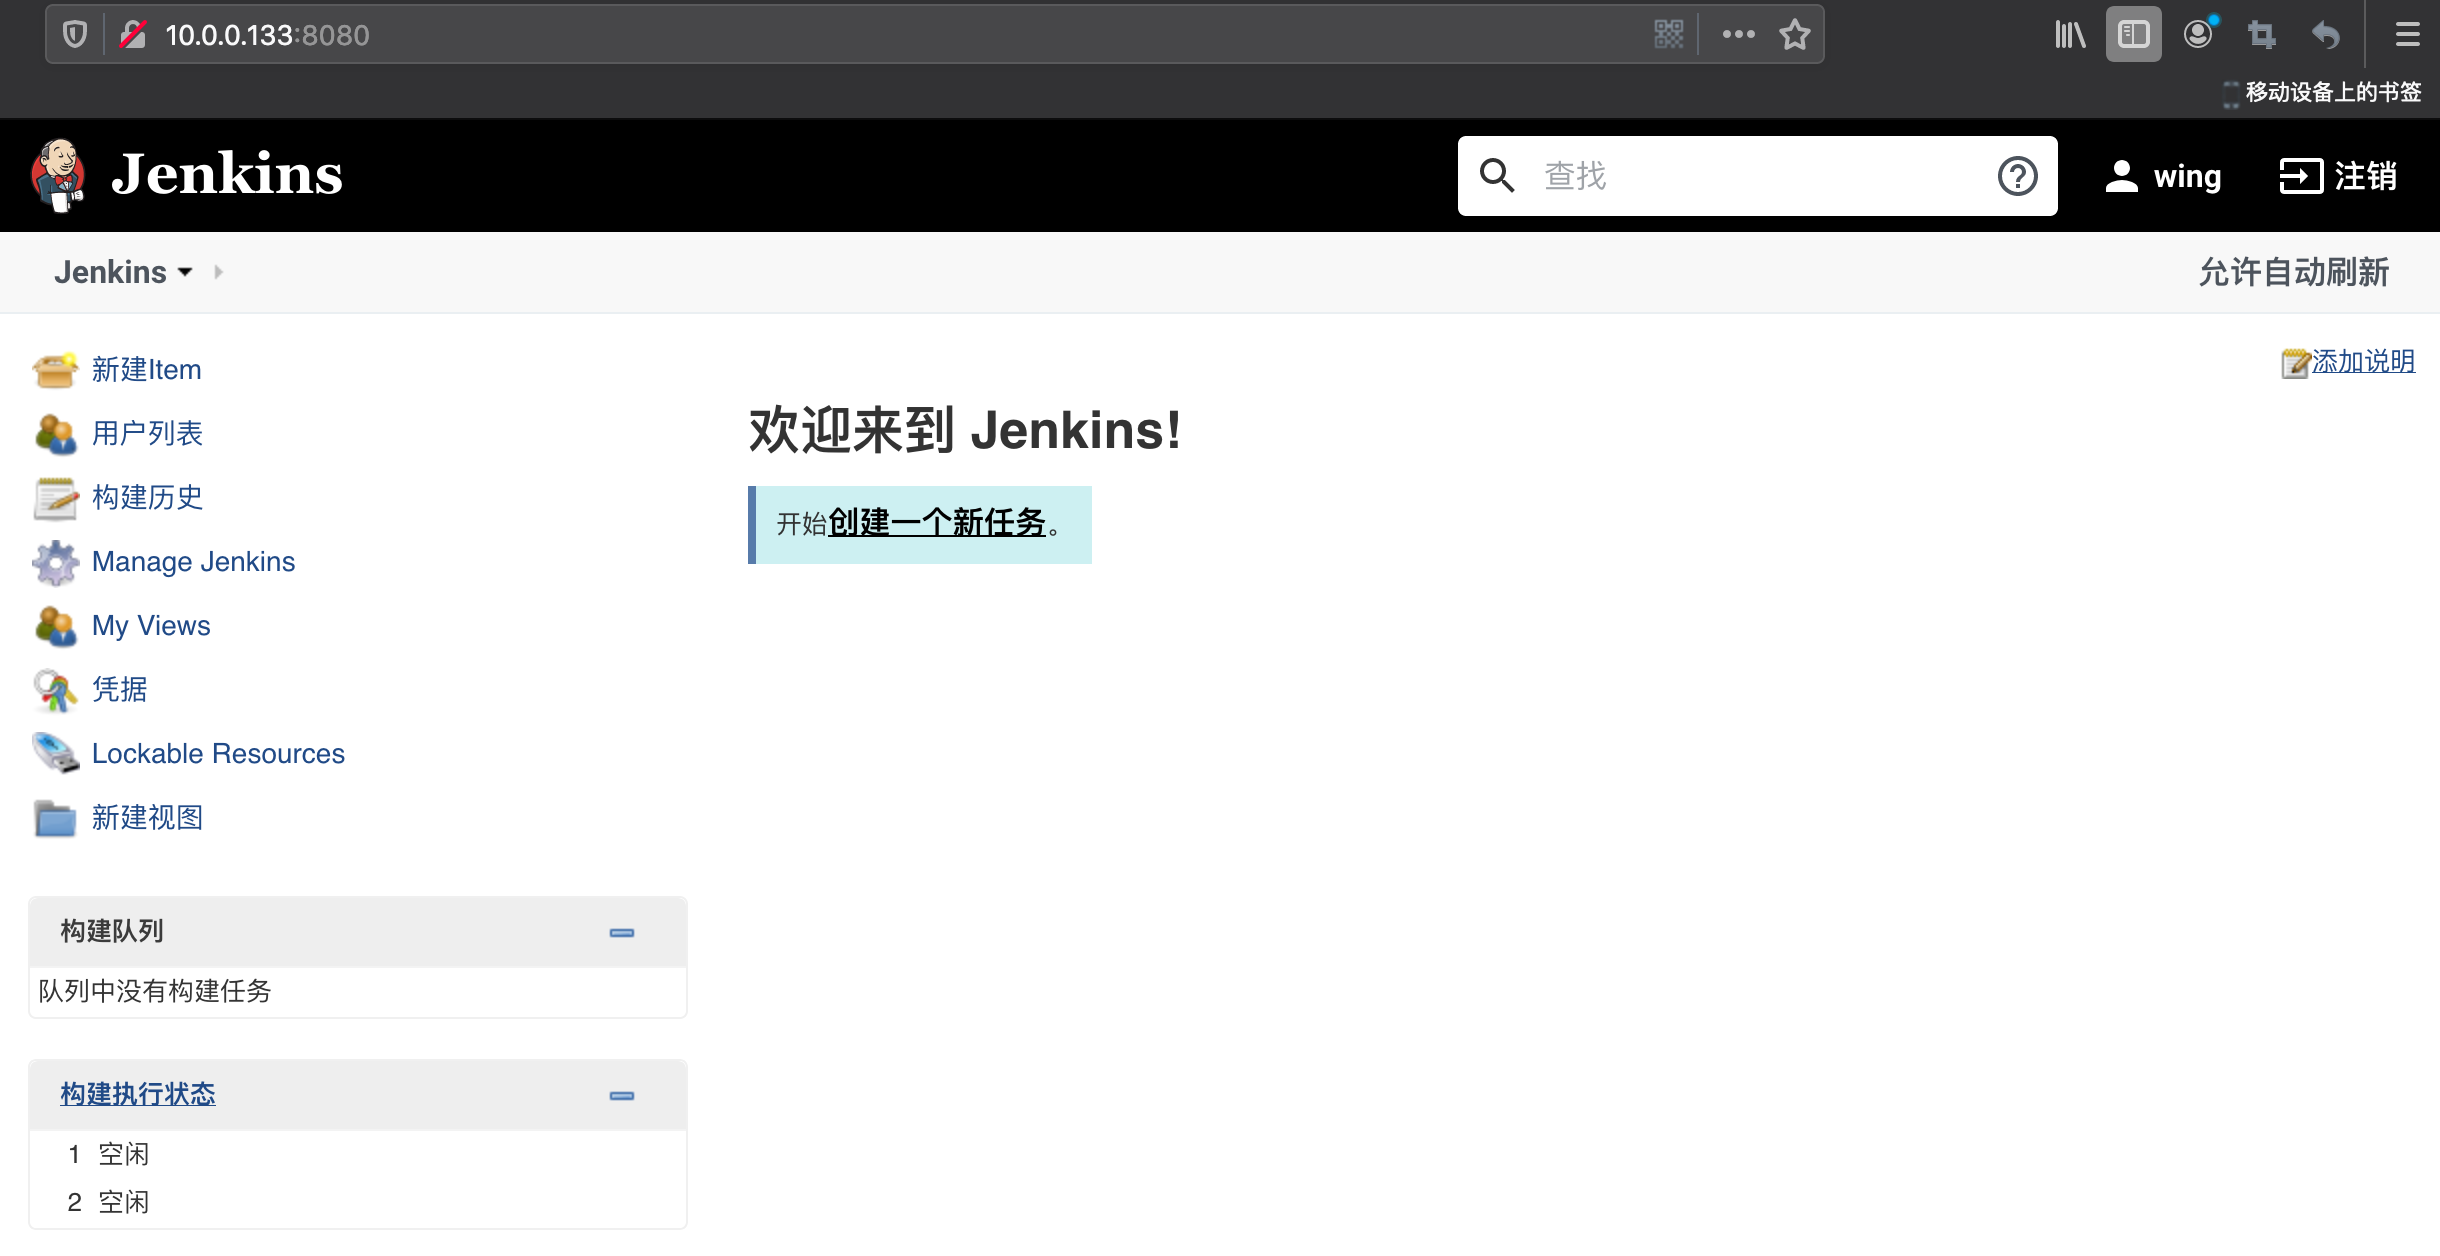 10.0.0.133:8080
移动设备上的书签
Jenkins
查找
wing
注销
Jenkins
允许自动刷新
新建Item
添加说明
用户列表
欢迎来到 Jenkins!
构建历史
开始创建一个新任务。
Manage Jenkins
My Views
凭据
Lockable Resources
新建视图
构建队列
队列中没有构建任务
构建执行状态
1 空闲
2 空闲